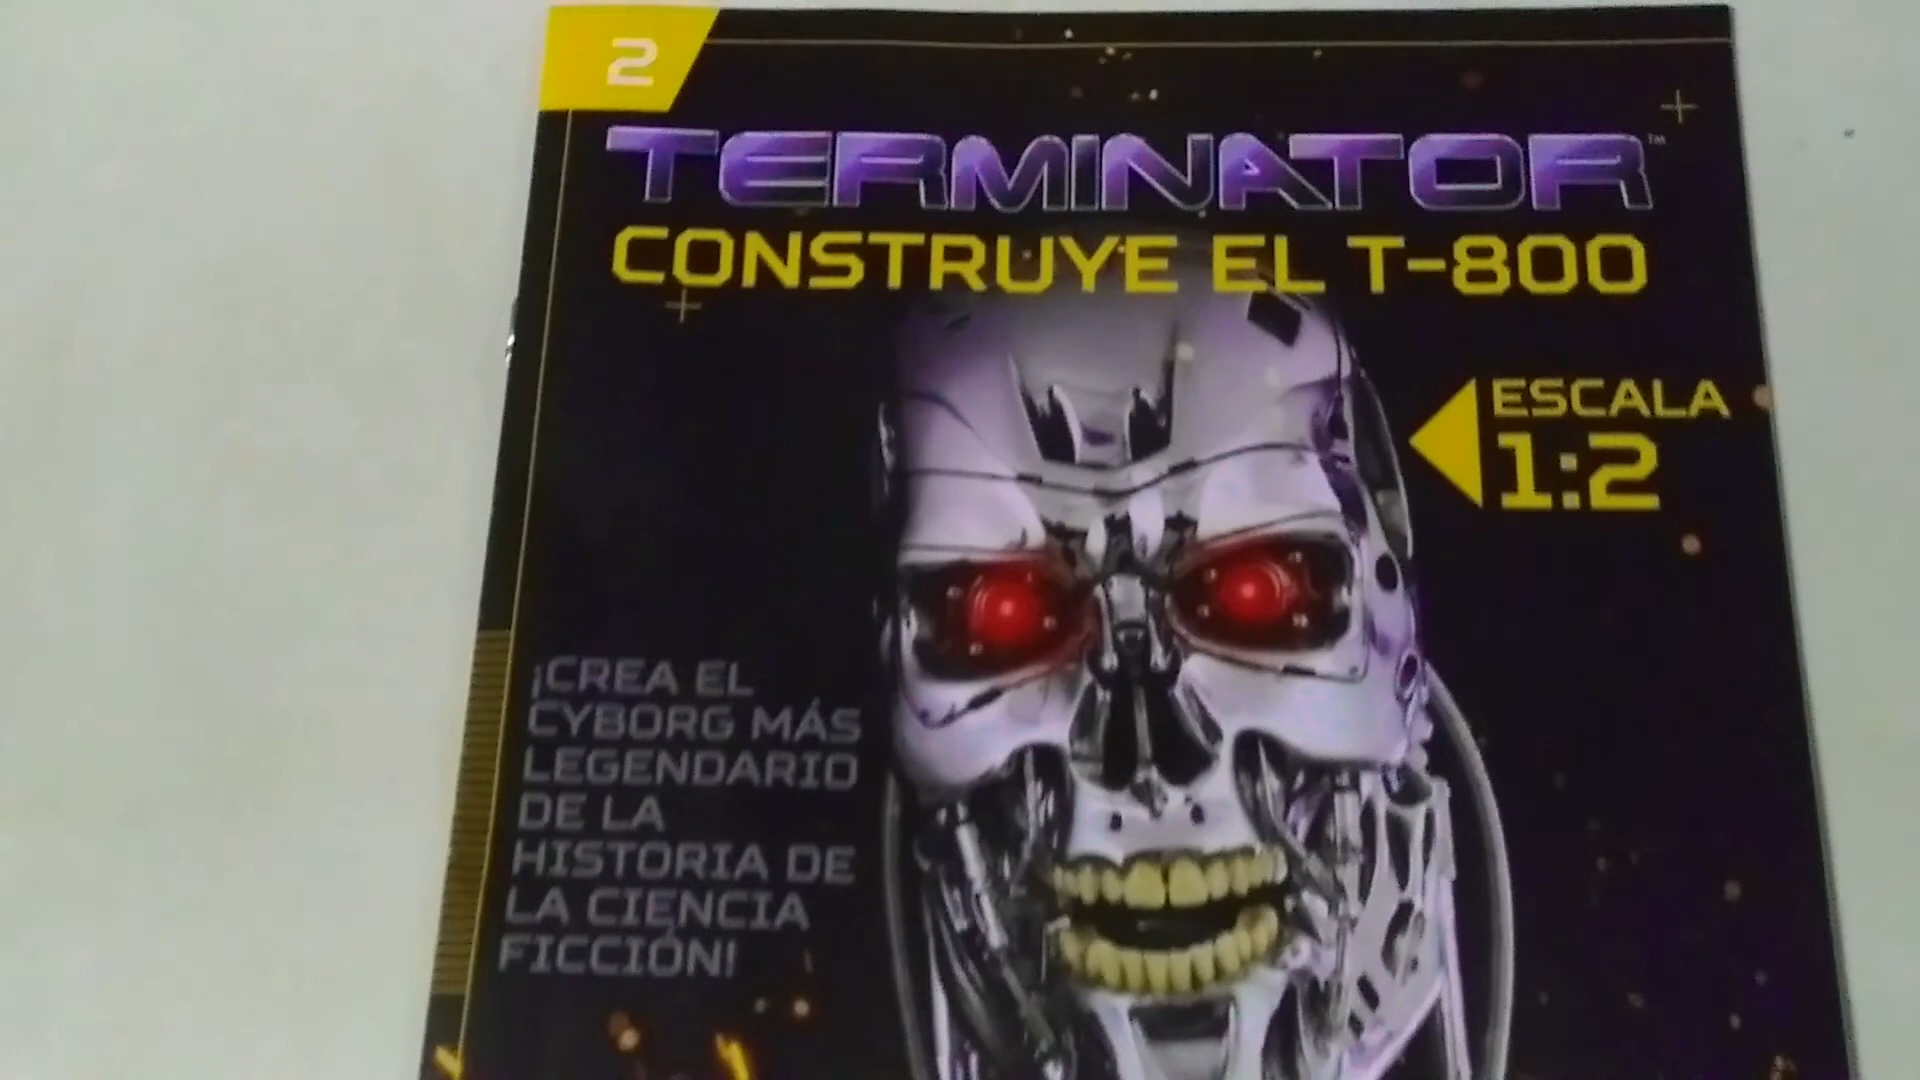 2
TERMINATOR™
CONSTRUYE EL T-800
ESCALA
1:2
¡CREA EL
CYBORG MÁS
LEGENDARIO
DE LA
HISTORIA DE
LA CIENCIA
FICCIÓN!